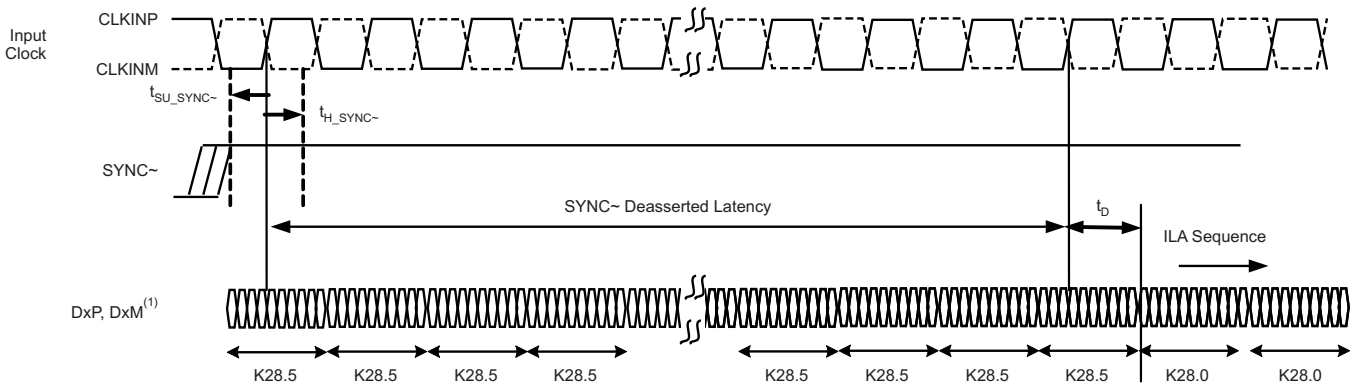 CLKINP
Input
Clock
CLKINM
tSU_SYNC~
tH_SYNC~
SYNC~
SYNC~ Deasserted Latency
tD
ILA Sequence
DxP, DxM(1)
K28.5 K28.5 K28.5 K28.5 K28.5 K28.5 K28.5 K28.5 K28.0 K28.0